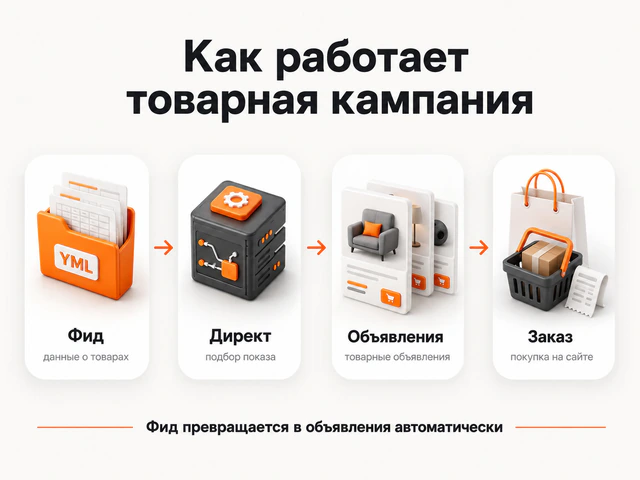 Как работает
товарная кампания
YML
Фид
данные о товарах
Директ
подбор показа
Объявления
товарные объявления
Заказ
покупка на сайте
Фид превращается в объявления автоматически